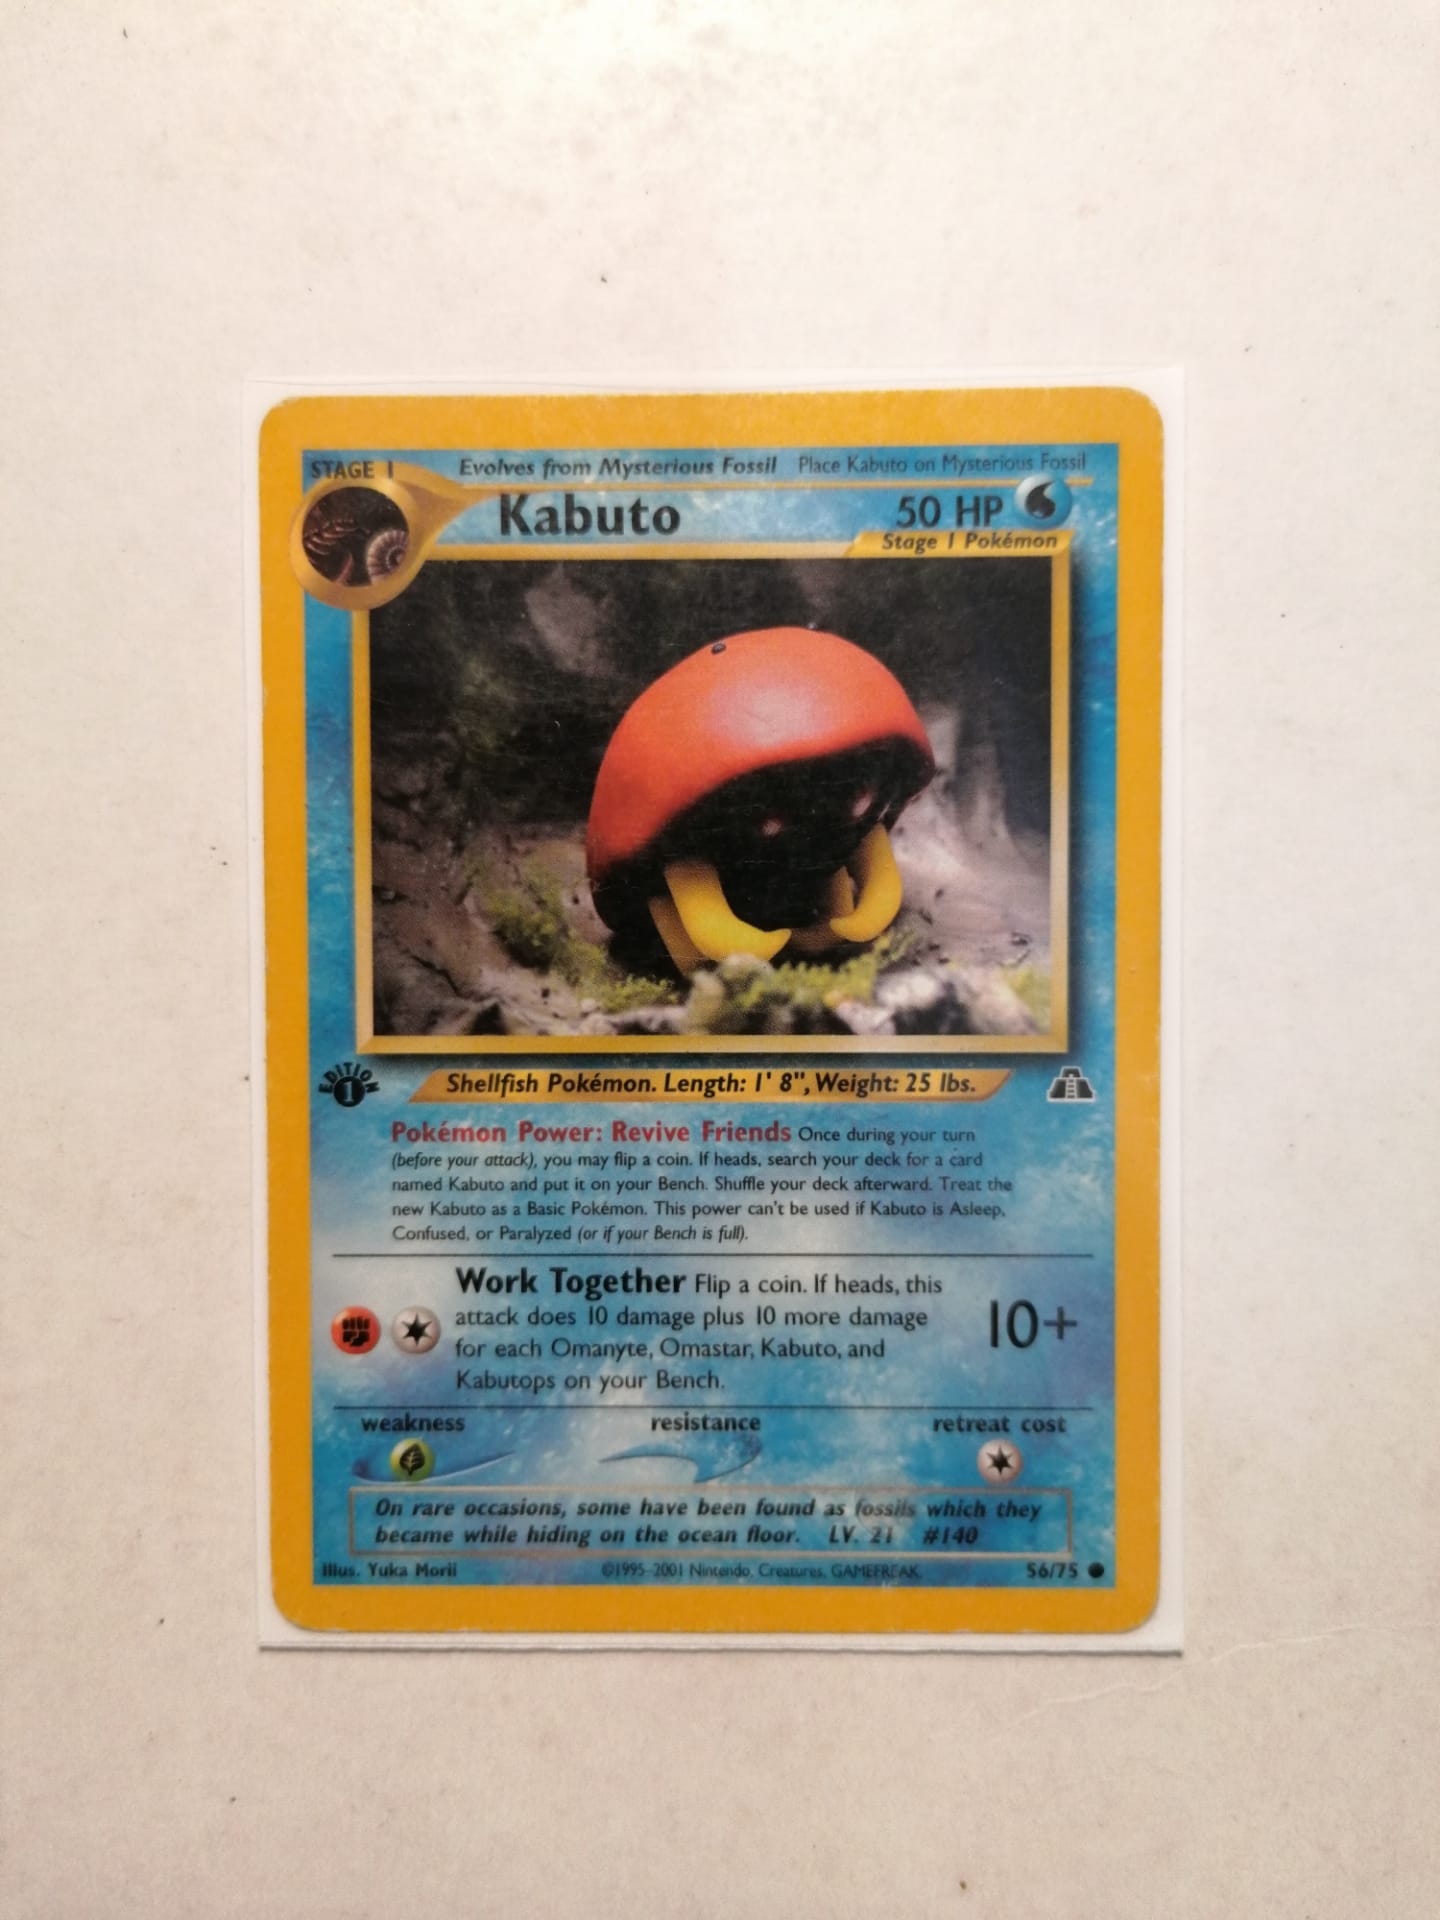 STAGE 1 Evolves from Mysterious Fossil Place Kabuto on Mysterious Fossil
Kabuto 50 HP
Stage 1 Pokémon
EDITION
1
Shellfish Pokémon. Length: 1' 8", Weight: 25 lbs.
Pokémon Power: Revive Friends Once during your turn
(before your attack), you may flip a coin. If heads, search your deck for a card
named Kabuto and put it on your Bench. Shuffle your deck afterward. Treat the
new Kabuto as a Basic Pokémon. This power can't be used if Kabuto is Asleep,
Confused, or Paralyzed (or if your Bench is full).
Work Together Flip a coin. If heads, this
attack does 10 damage plus 10 more damage
for each Omanyte, Omastar, Kabuto, and
Kabutops on your Bench.
10+
weakness resistance retreat cost
On rare occasions, some have been found as fossils which they
became while hiding on the ocean floor. LV. 21 #140
Illus. Yuka Morii ©1995-2001 Nintendo, Creatures, GAMEFREAK. 56/75